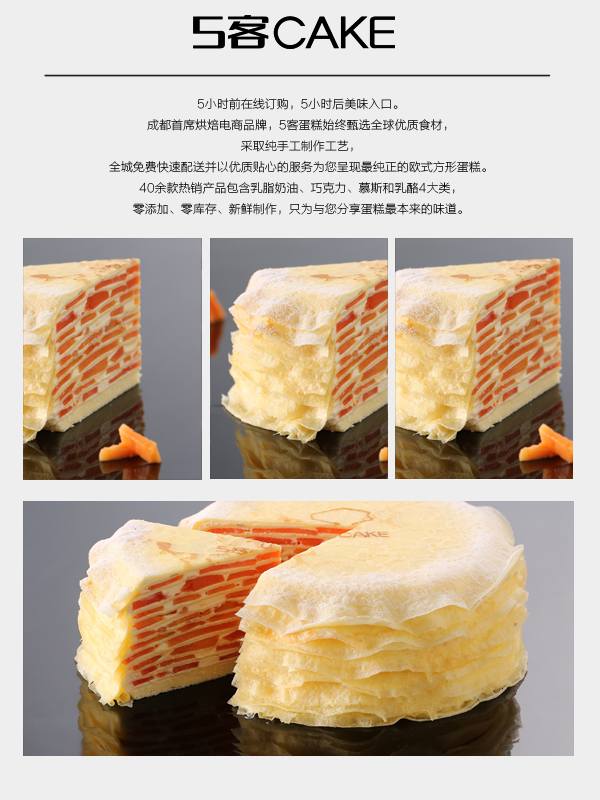 5客CAKE
5小时前在线订购，5小时后美味入口。
成都首席烘焙电商品牌，5客蛋糕始终甄选全球优质食材，
采取纯手工制作工艺，
全城免费快速配送并以优质贴心的服务为您呈现最纯正的欧式方形蛋糕。
40余款热销产品包含乳脂奶油、巧克力、慕斯和乳酪4大类，
零添加、零库存、新鲜制作，只为与您分享蛋糕最本来的味道。
CAKE